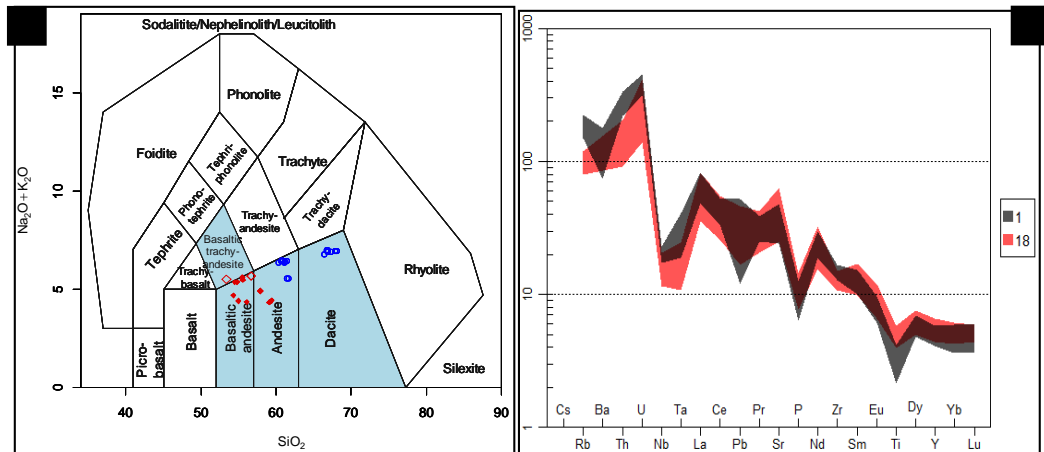 Sodalitite/Nephelinolith/Leucitolith
Phonolite
Foidite
Tephri-
phonolite
Trachyte
Phono-
tephrite
Trachy-
dacite
Trachy-
andesite
Basaltic
trachy-
andesite
Tephrite
Trachy-
basalt
Rhyolite
Picro-
basalt
Basalt
Basaltic
andesite
Andesite
Dacite
Silexite
Na₂O + K₂O
0
5
10
15
40
50
60
70
80
90
SiO₂
1000
100
10
1
Cs
Ba
U
Ta
Ce
Pr
P
Zr
Eu
Dy
Yb
Rb
Th
Nb
La
Pb
Sr
Nd
Sm
Ti
Y
Lu
1
18